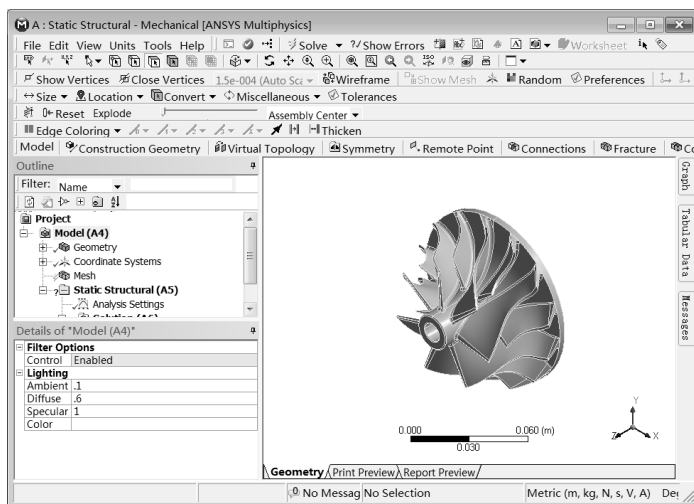 A : Static Structural - Mechanical [ANSYS Multiphysics]
File Edit View Units Tools Help Solve ?/ Show Errors Worksheet
Show Vertices Close Vertices 1.5e-004 (Auto Sca Wireframe Show Mesh Random Preferences
Size Location Convert Miscellaneous Tolerances
Reset Explode Assembly Center
Edge Coloring Thicken
Model Construction Geometry Virtual Topology Symmetry Remote Point Connections Fracture Co
Outline
Filter: Name
Project
Model (A4)
Geometry
Coordinate Systems
Mesh
Static Structural (A5)
Analysis Settings
Solution (A6)
Details of "Model (A4)"
Filter Options
Control Enabled
Lighting
Ambient .1
Diffuse .6
Specular 1
Color
Graph
Tabular Data
Messages
0.000 0.060 (m)
0.030
Y
Z X
Geometry Print Preview Report Preview
0 No Messag No Selection Metric (m, kg, N, s, V, A) De